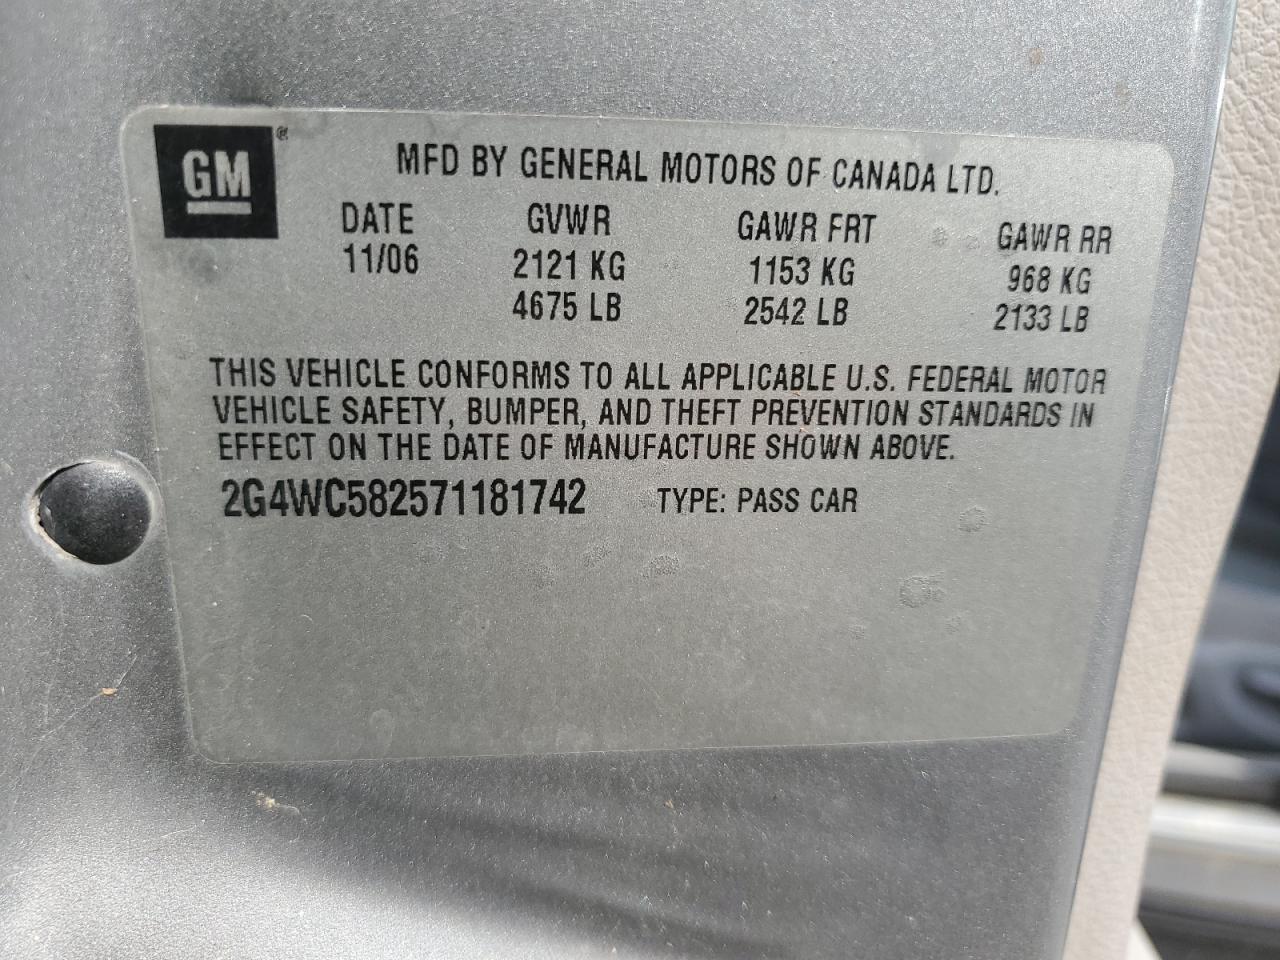 GM ®
MFD BY GENERAL MOTORS OF CANADA LTD.
DATE GVWR GAWR FRT GAWR RR
11/06 2121 KG 1153 KG 968 KG
4675 LB 2542 LB 2133 LB
THIS VEHICLE CONFORMS TO ALL APPLICABLE U.S. FEDERAL MOTOR
VEHICLE SAFETY, BUMPER, AND THEFT PREVENTION STANDARDS IN
EFFECT ON THE DATE OF MANUFACTURE SHOWN ABOVE.
2G4WC582571181742 TYPE: PASS CAR